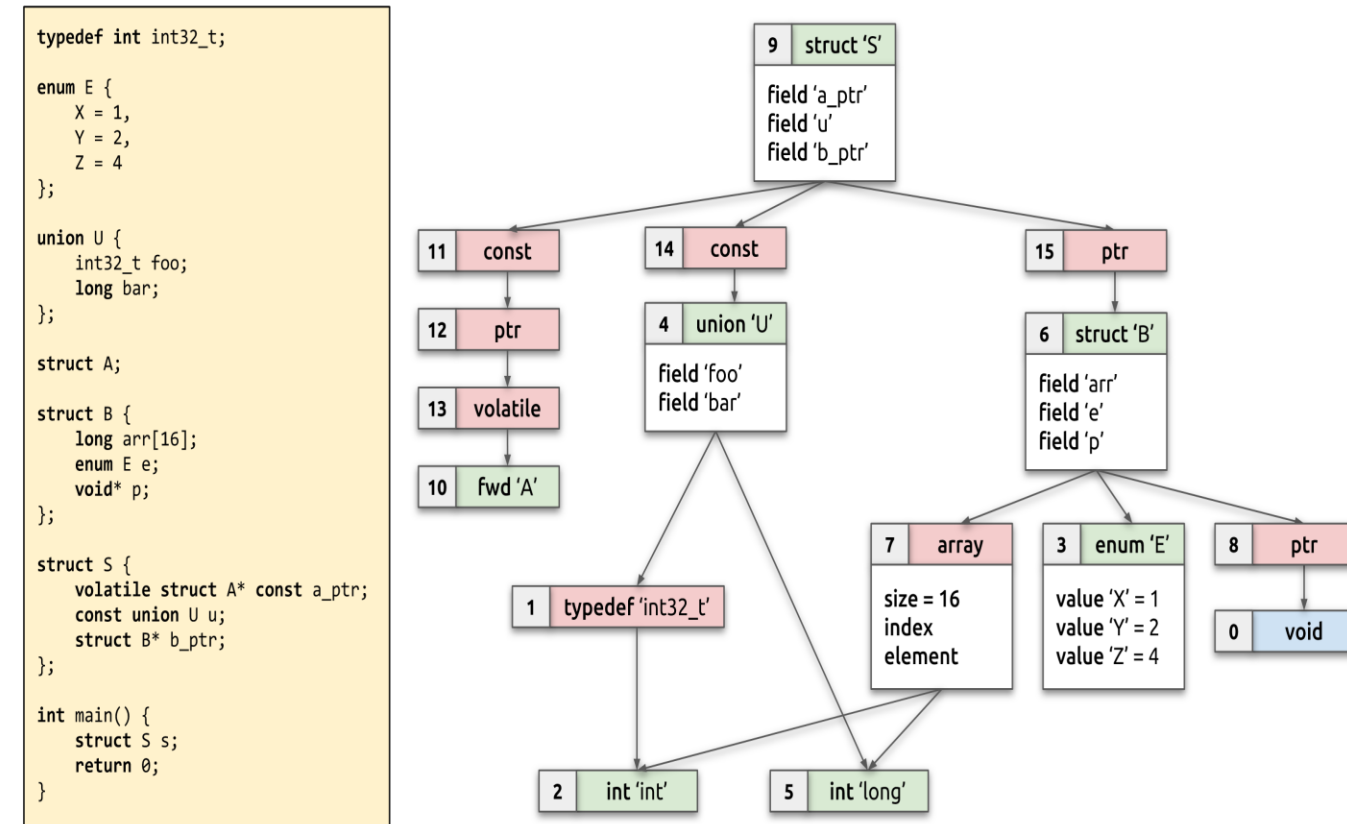 typedef int int32_t;
enum E {
X = 1,
Y = 2,
Z = 4
};
union U {
int32_t foo;
long bar;
};
struct A;
struct B {
long arr[16];
enum E e;
void* p;
};
struct S {
volatile struct A* const a_ptr;
const union U u;
struct B* b_ptr;
};
int main() {
struct S s;
return 0;
}
9 struct ‘S’
field ‘a_ptr’
field ‘u’
field ‘b_ptr’
11 const
14 const
15 ptr
12 ptr
4 union ‘U’
field ‘foo’
field ‘bar’
6 struct ‘B’
field ‘arr’
field ‘e’
field ‘p’
13 volatile
10 fwd ‘A’
7 array
size = 16
index
element
3 enum ‘E’
value ‘X’ = 1
value ‘Y’ = 2
value ‘Z’ = 4
8 ptr
1 typedef ‘int32_t’
0 void
2 int ‘int’
5 int ‘long’